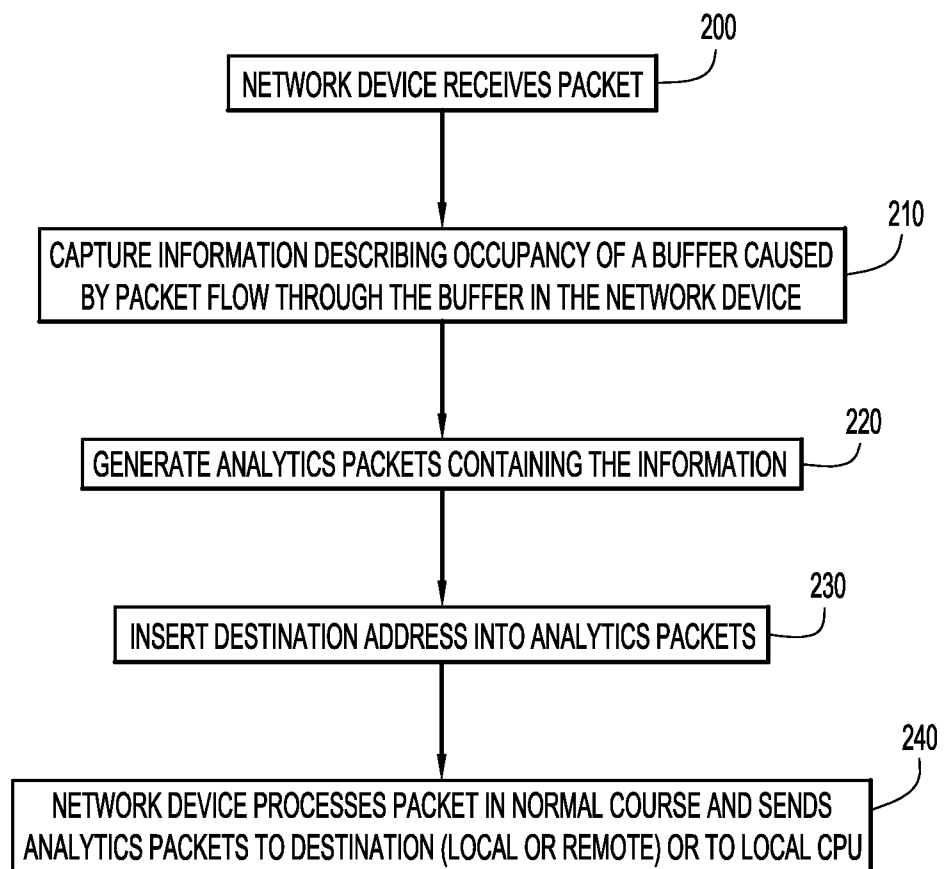 200
NETWORK DEVICE RECEIVES PACKET
210
CAPTURE INFORMATION DESCRIBING OCCUPANCY OF A BUFFER CAUSED
BY PACKET FLOW THROUGH THE BUFFER IN THE NETWORK DEVICE
220
GENERATE ANALYTICS PACKETS CONTAINING THE INFORMATION
230
INSERT DESTINATION ADDRESS INTO ANALYTICS PACKETS
240
NETWORK DEVICE PROCESSES PACKET IN NORMAL COURSE AND SENDS
ANALYTICS PACKETS TO DESTINATION (LOCAL OR REMOTE) OR TO LOCAL CPU